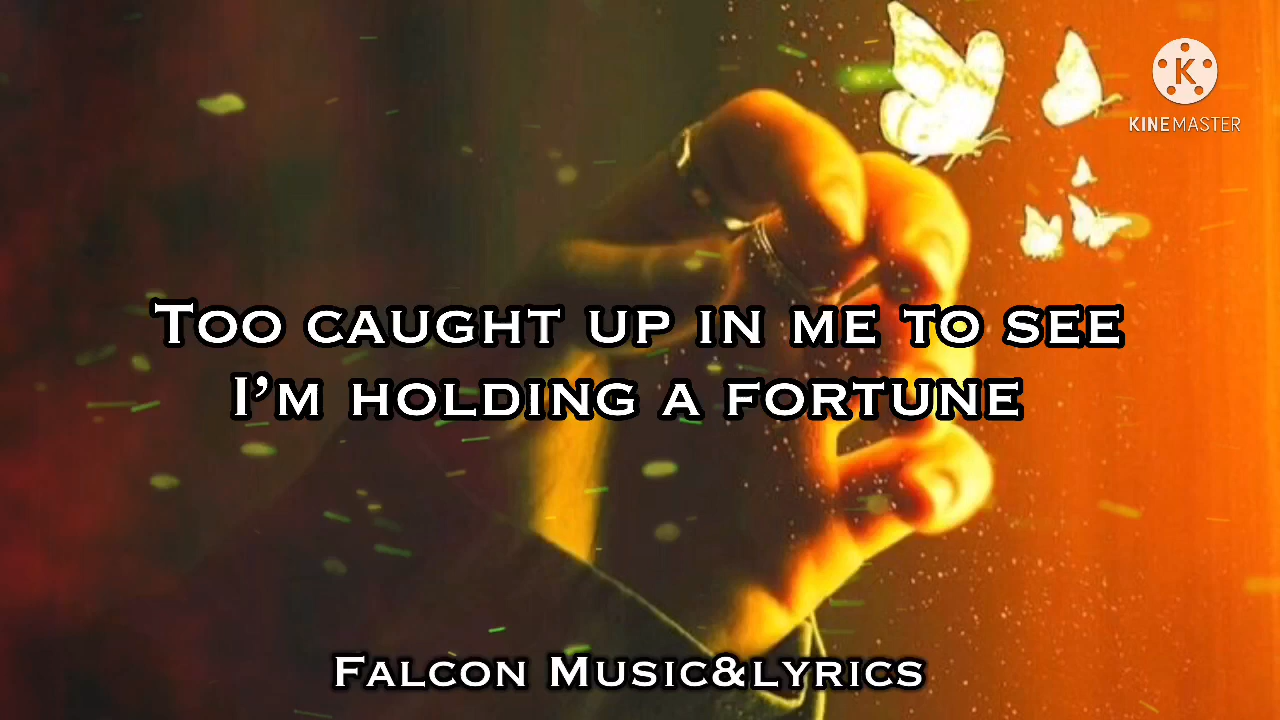 KINEMASTER
Too caught up in me to see
I'm holding a fortune
Falcon Music&lyrics